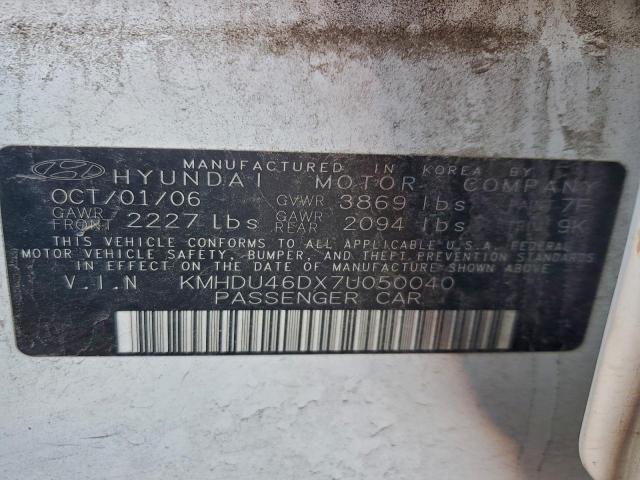 MANUFACTURED IN KOREA BY
HYUNDAI MOTOR COMPANY
OCT/01/06 GVWR 3869 lbs 7F
GAWR FRONT 2227 lbs GAWR REAR 2094 lbs 9K
THIS VEHICLE CONFORMS TO ALL APPLICABLE U.S.A. FEDERAL
MOTOR VEHICLE SAFETY, BUMPER, AND THEFT PREVENTION STANDARDS
IN EFFECT ON THE DATE OF MANUFACTURE SHOWN ABOVE
V.I.N KMHDU46DX7U050040
PASSENGER CAR